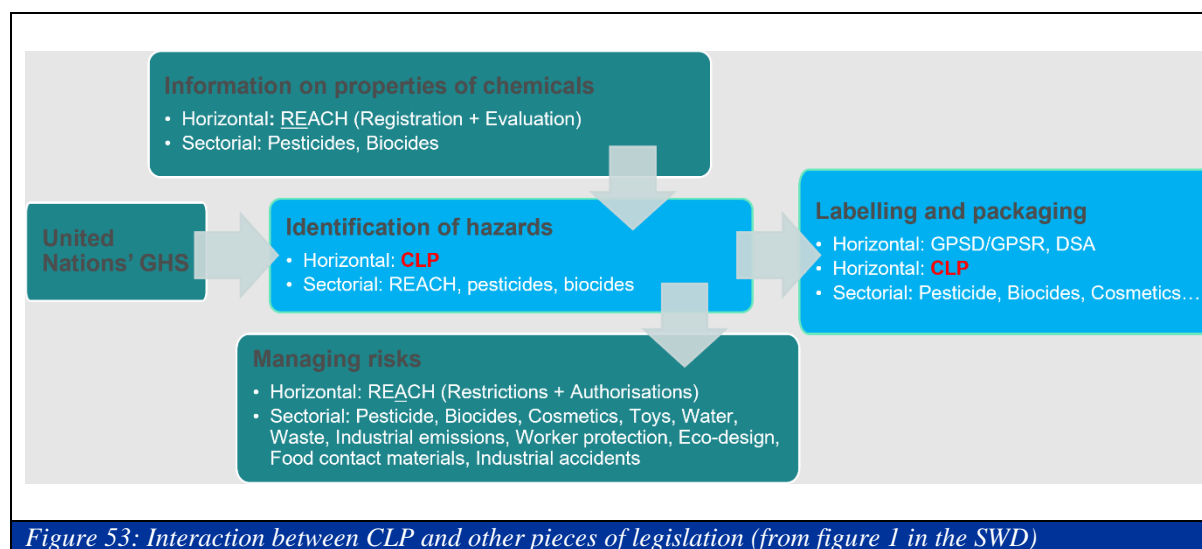 Information on properties of chemicals
• Horizontal: REACH (Registration + Evaluation)
• Sectorial: Pesticides, Biocides
United
Nations' GHS
Identification of hazards
• Horizontal: CLP
• Sectorial: REACH, pesticides, biocides
Labelling and packaging
• Horizontal: GPSD/GPSR, DSA
• Horizontal: CLP
• Sectorial: Pesticide, Biocides, Cosmetics…
Managing risks
• Horizontal: REACH (Restrictions + Authorisations)
• Sectorial: Pesticide, Biocides, Cosmetics, Toys, Water,
Waste, Industrial emissions, Worker protection, Eco-design,
Food contact materials, Industrial accidents
Figure 53: Interaction between CLP and other pieces of legislation (from figure 1 in the SWD)